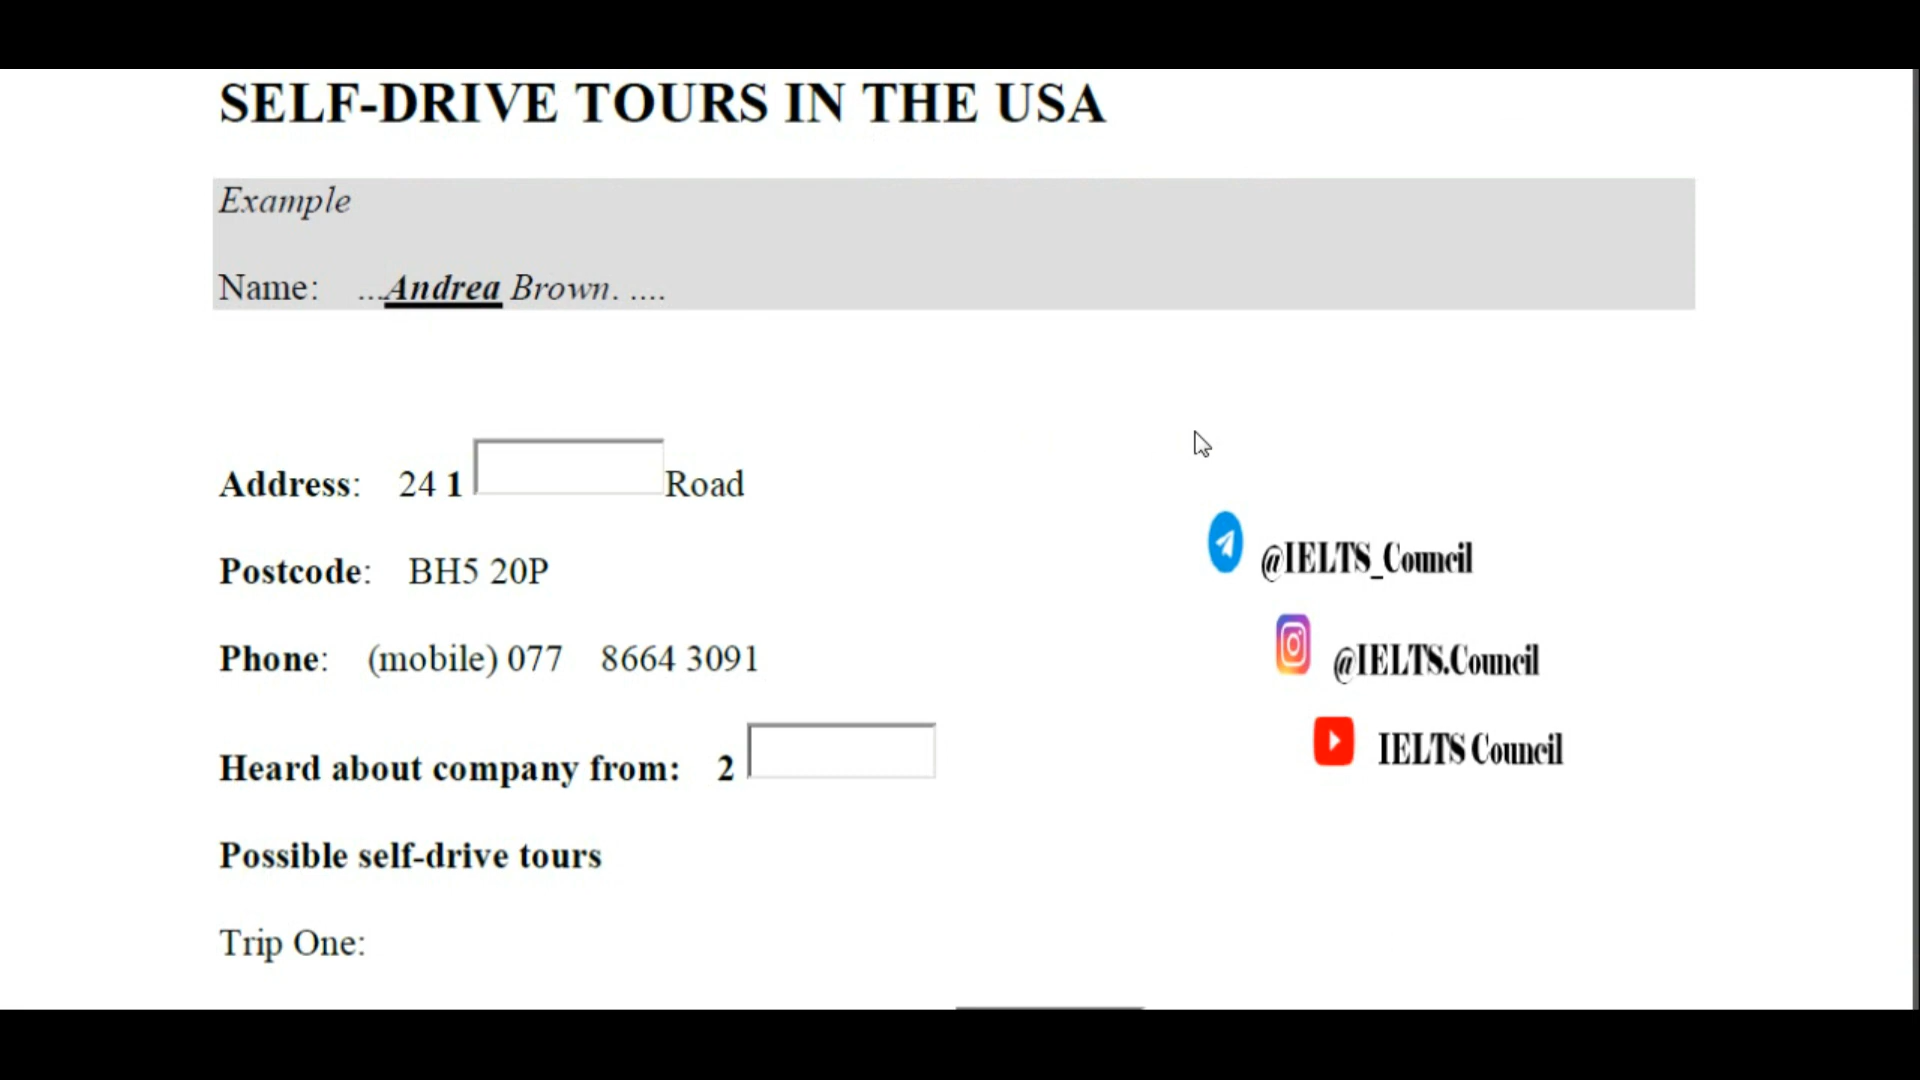 SELF-DRIVE TOURS IN THE USA
Example
Name: ...Andrea Brown. ....
Address: 24 1 Road
Postcode: BH5 20P
Phone: (mobile) 077 8664 3091
Heard about company from: 2
Possible self-drive tours
Trip One:
@IELTS_Council
@IELTS.Council
IELTS Council